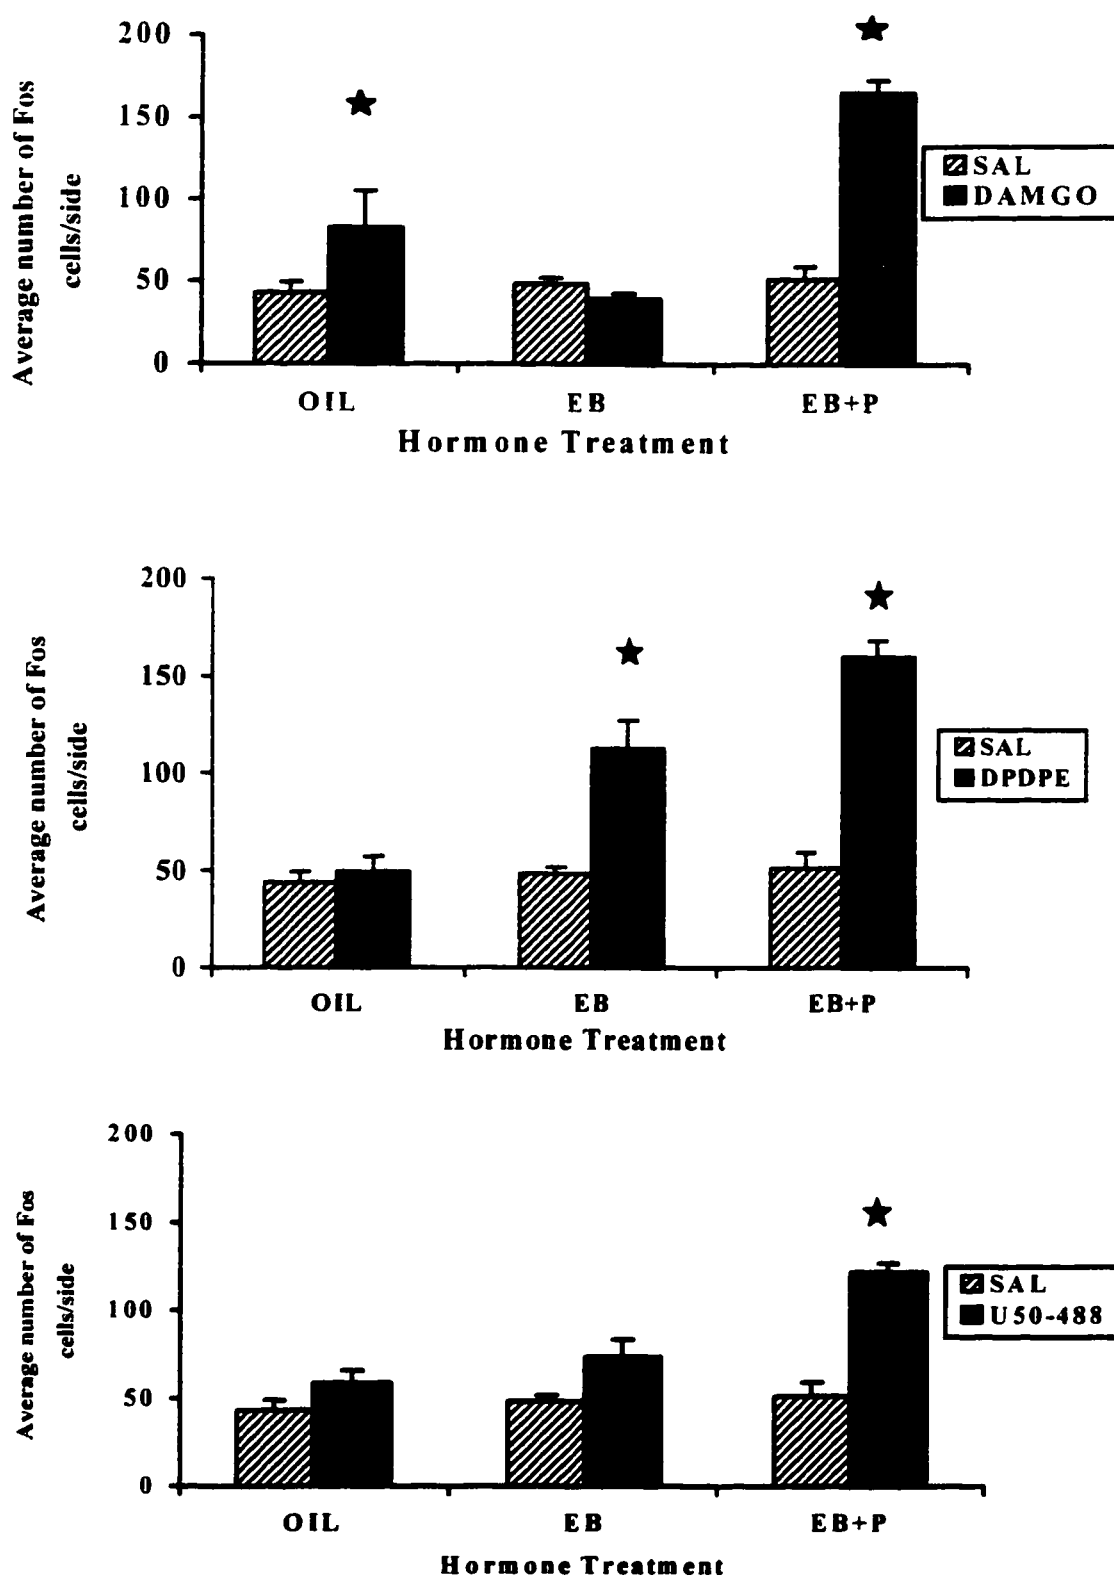 Average number of Fos
cells/side
200
150
100
50
0
OIL
EB
EB+P
Hormone Treatment
SAL
DAMGO
Average number of Fos
cells/side
200
150
100
50
0
OIL
EB
EB+P
Hormone Treatment
SAL
DPDPE
Average number of Fos
cells/side
200
150
100
50
0
OIL
EB
EB+P
Hormone Treatment
SAL
U50-488